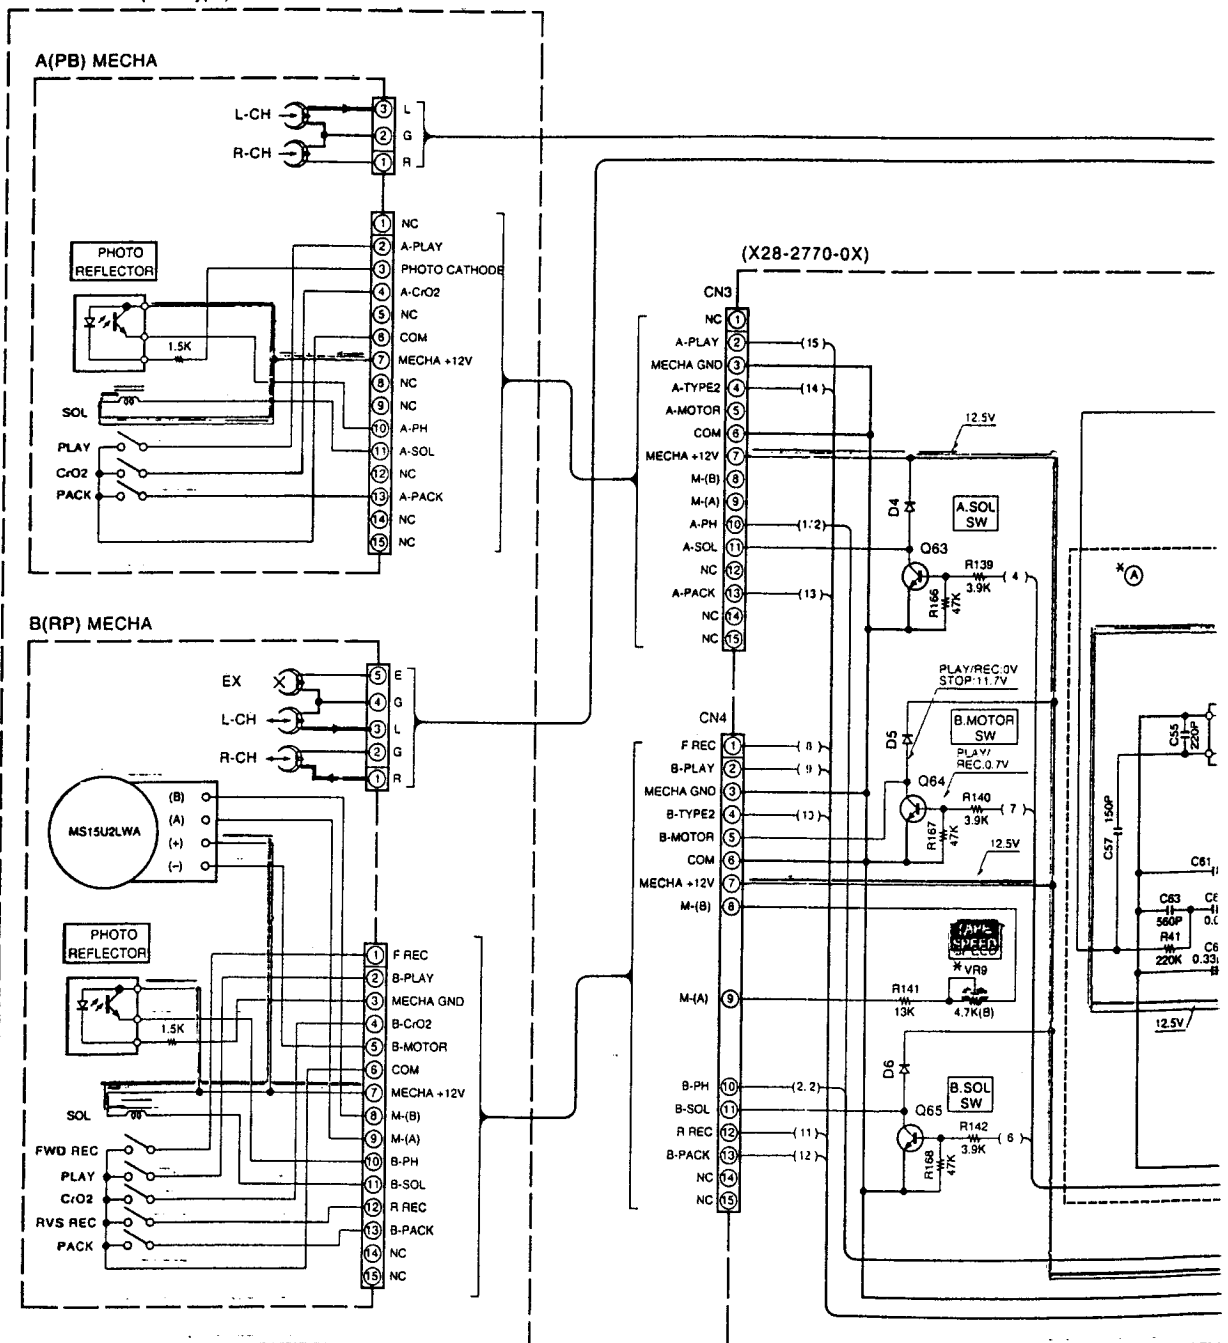 A(PB) MECHA
L-CH
R-CH
3 L
2 G
1 R
PHOTO
REFLECTOR
1.5K
SOL
PLAY
CrO2
PACK
1 NC
2 A-PLAY
3 PHOTO CATHODE
4 A-CrO2
5 NC
6 COM
7 MECHA +12V
8 NC
9 NC
10 A-PH
11 A-SOL
12 NC
13 A-PACK
14 NC
15 NC
B(RP) MECHA
EX
L-CH
R-CH
5 E
4 G
3 L
2 G
1 R
MS15U2LWA
(B)
(A)
(+)
(-)
PHOTO
REFLECTOR
1.5K
SOL
FWD REC
PLAY
CrO2
RVS REC
PACK
1 F REC
2 B-PLAY
3 MECHA GND
4 B-CrO2
5 B-MOTOR
6 COM
7 MECHA +12V
8 M-(B)
9 M-(A)
10 B-PH
11 B-SOL
12 R REC
13 B-PACK
14 NC
15 NC
(X28-2770-0X)
CN3
NC 1
A-PLAY 2 (15)
MECHA GND 3
A-TYPE2 4 (14)
A-MOTOR 5
COM 6
MECHA +12V 7
M-(B) 8
M-(A) 9
A-PH 10 (1.2)
A-SOL 11
NC 12
A-PACK 13 (13)
NC 14
NC 15
12.5V
D4
A.SOL
SW
Q63
R139
3.9K
(4)
R166
47K
*A
CN4
F REC 1 (8)
B-PLAY 2 (9)
MECHA GND 3
B-TYPE2 4
B-MOTOR 5
COM 6
MECHA +12V 7
M-(B) 8
M-(A) 9
B-PH 10 (2.2)
B-SOL 11
R REC 12 (11)
B-PACK 13 (12)
NC 14
NC 15
PLAY/REC:0V
STOP:11.7V
D5
B.MOTOR
SW
PLAY/
REC:0.7V
Q64
R140
3.9K
(7)
R167
47K
12.5V
TAPE
SPEED
*VR9
4.7K(B)
R141
13K
D6
B.SOL
SW
Q65
R142
3.9K
(6)
R168
47K
C55
220P
C57
150P
C61
C63
560P
R41
220K
0.33
12.5V